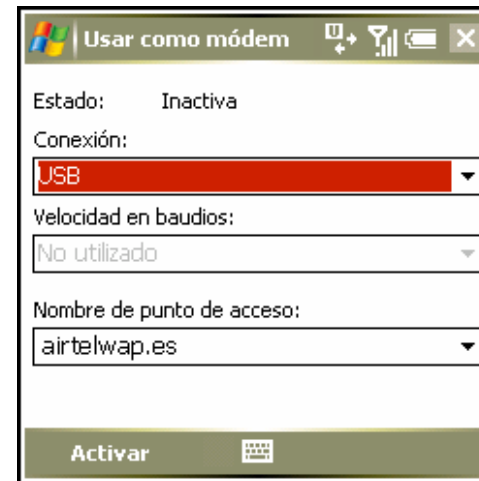 Usar como módem
Estado: Inactiva
Conexión:
USB
Velocidad en baudios:
No utilizado
Nombre de punto de acceso:
airtelwap.es
Activar